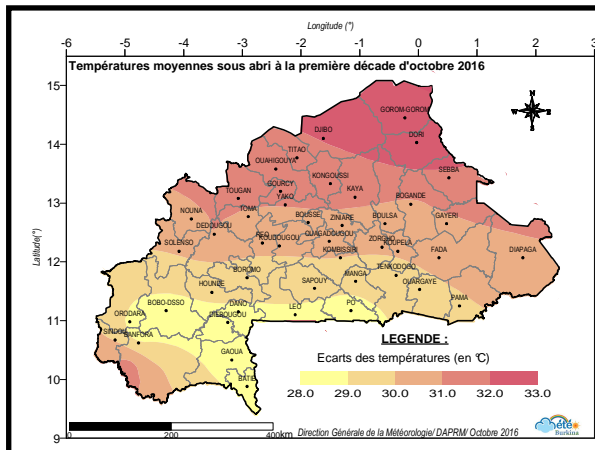 Longitude (°)
-6 -5 -4 -3 -2 -1 0 1 2 3
Températures moyennes sous abri à la première décade d'octobre 2016
15
Latitude(°)
14
13
12
11
10
9
N
W E
S
GOROM-GOROM
DJIBO
DORI
TITAO
OUAHIGOUYA
SEBBA
KONGOUSSI
GOURCY
TOUGAN
YAKO
KAYA
BOGANDE
NOUNA
TOMA
BOUSSE
ZINIARE
BOULSA
GAYERI
DEDOUGOU
REO
KOUDOUGOU
OUAGADOUGOU
ZORGHO
KOUPELA
SOLENSO
KOMBISSIRI
FADA
DIAPAGA
BOROMO
TENKODOGO
HOUNDE
SAPOUY
MANGA
OUARGAYE
BOBO-DSSO
DANO
LEO
PO
PAMA
ORODARA
DIEBOUGOU
SINDOU
BANFORA
GAOUA
BATIE
LEGENDE :
Ecarts des températures (en °C)
28.0 29.0 30.0 31.0 32.0 33.0
0 200 400km
Direction Générale de la Météorologie/ DAPRM/ Octobre 2016
Météo
Burkina